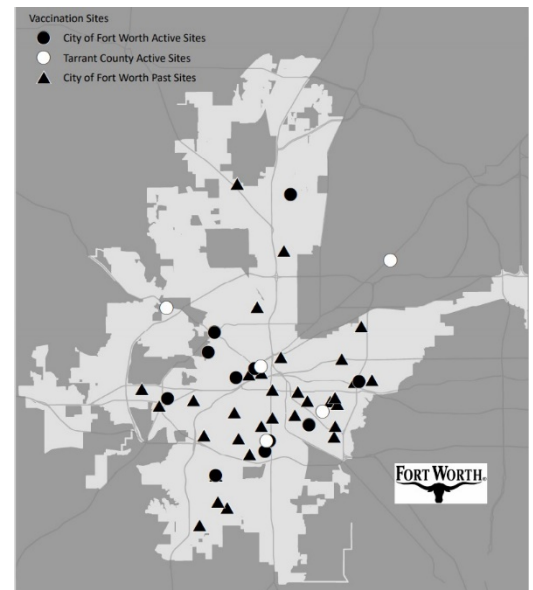 Vaccination Sites
City of Fort Worth Active Sites
Tarrant County Active Sites
City of Fort Worth Past Sites
FORT WORTH